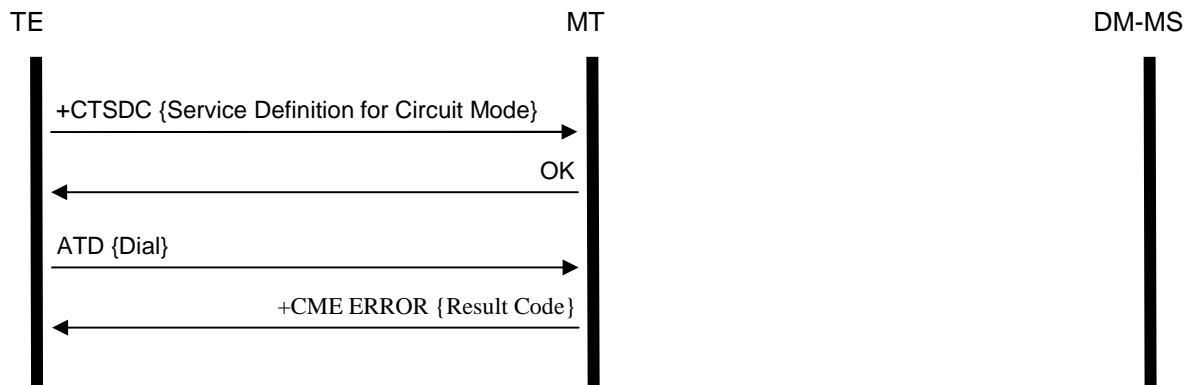 TE MT DM-MS
+CTSDC {Service Definition for Circuit Mode}
OK
ATD {Dial}
+CME ERROR {Result Code}